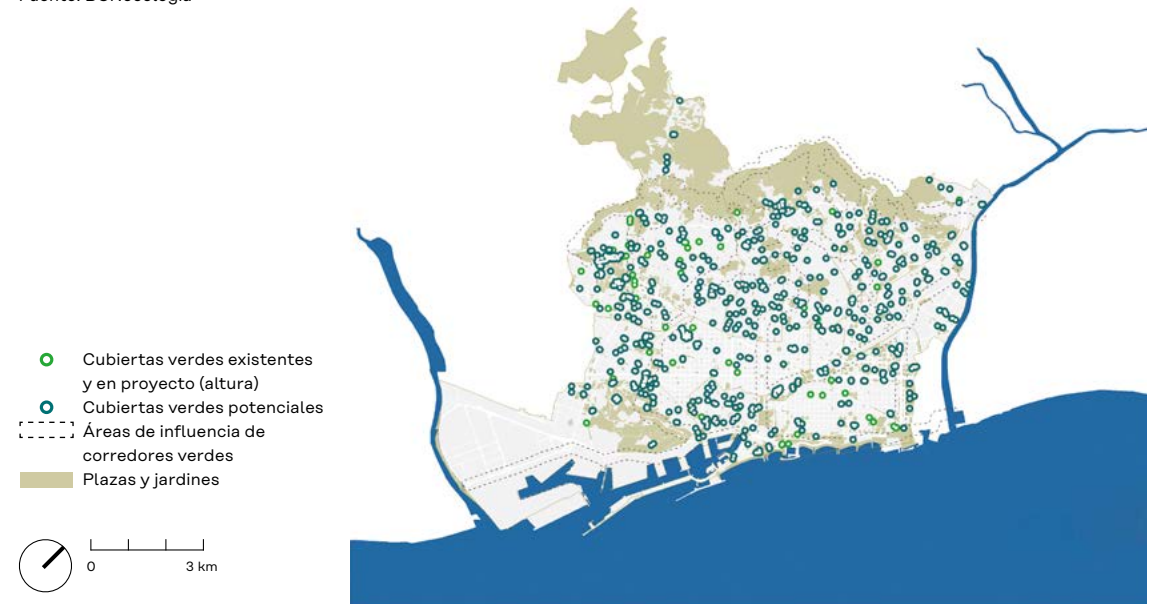 Cubiertas verdes existentes
y en proyecto (altura)
Cubiertas verdes potenciales
Áreas de influencia de
corredores verdes
Plazas y jardines
0
3 km